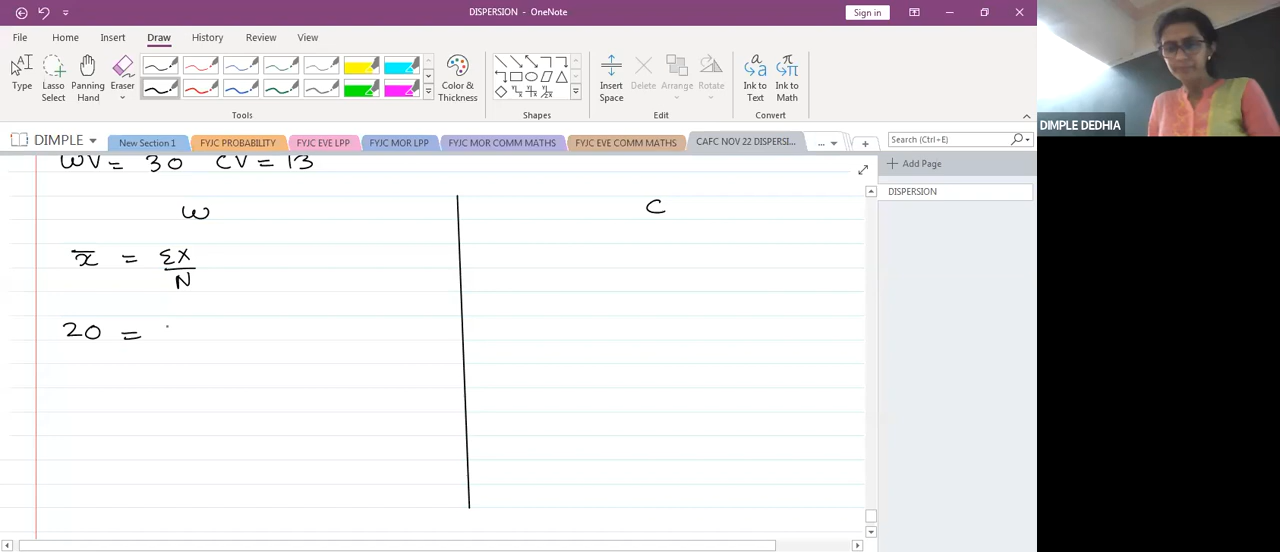 DISPERSION - OneNote
Sign in
File Home Insert Draw History Review View
Type
Lasso Select
Panning Hand
Eraser
Color & Thickness
Insert Space
Delete
Arrange
Rotate
Ink to Text
Ink to Math
Tools
Shapes
Edit
Convert
DIMPLE DEDHIA
DIMPLE
New Section 1
FYJC PROBABILITY
FYJC EVE LPP
FYJC MOR LPP
FYJC MOR COMM MATHS
FYJC EVE COMM MATHS
CAFC NOV 22 DISPERSI...
Search (Ctrl+E)
Add Page
DISPERSION
WV = 30 CV = 13
W
C
x̄ = ΣX / N
20 =